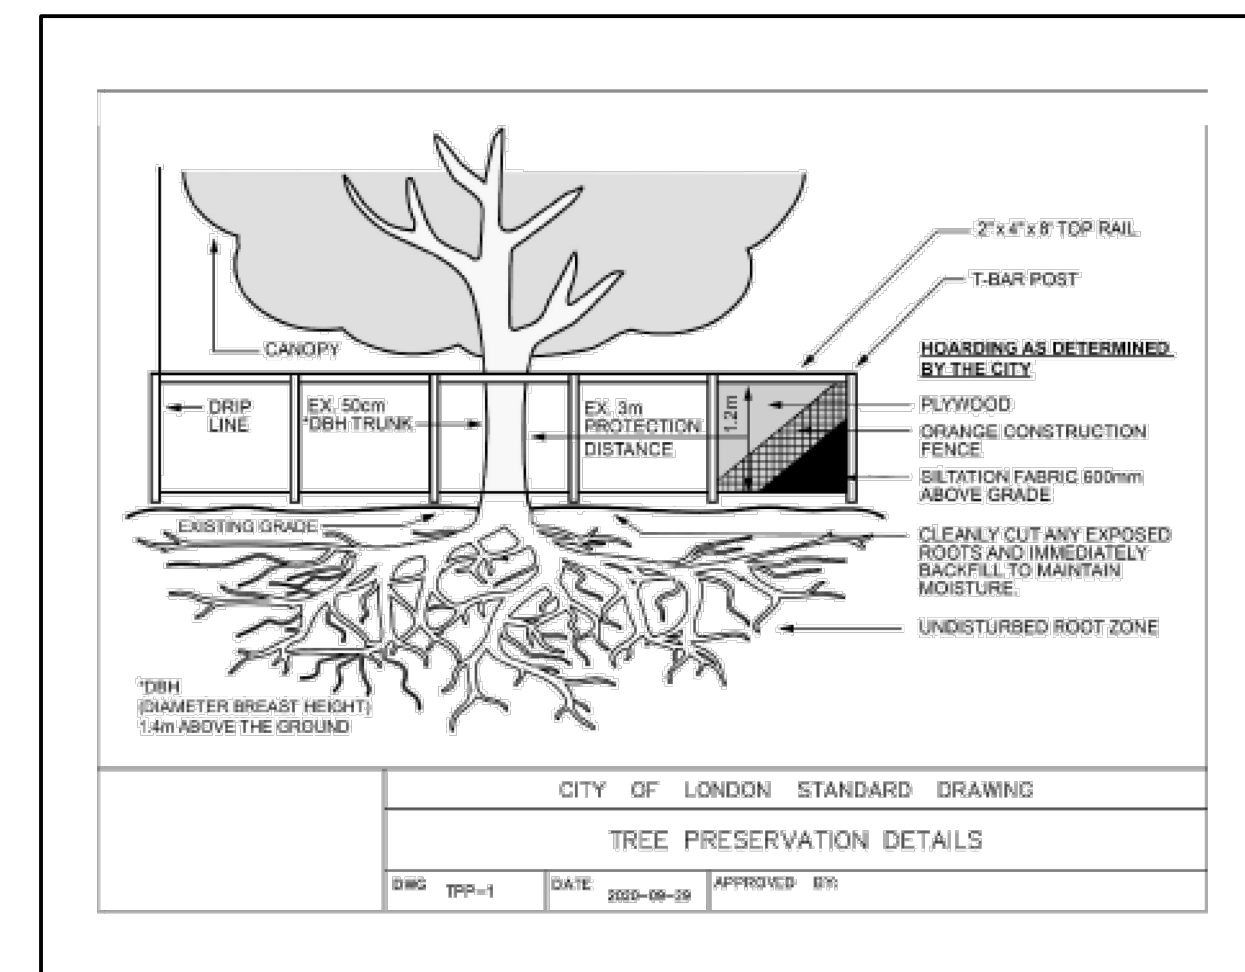 2"x 4"x 8' TOP RAIL
T-BAR POST
CANOPY
HOARDING AS DETERMINED
BY THE CITY
DRIP
LINE
EX. 50cm
*DBH TRUNK
EX. 3m
PROTECTION
DISTANCE
1.2m
PLYWOOD
ORANGE CONSTRUCTION
FENCE
SILTATION FABRIC 600mm
ABOVE GRADE
EXISTING GRADE
CLEANLY CUT ANY EXPOSED
ROOTS AND IMMEDIATELY
BACKFILL TO MAINTAIN
MOISTURE.
UNDISTURBED ROOT ZONE
*DBH
(DIAMETER BREAST HEIGHT)
1.4m ABOVE THE GROUND
CITY OF LONDON STANDARD DRAWING
TREE PRESERVATION DETAILS
DWG TPP-1
DATE 2020-09-29
APPROVED BY: